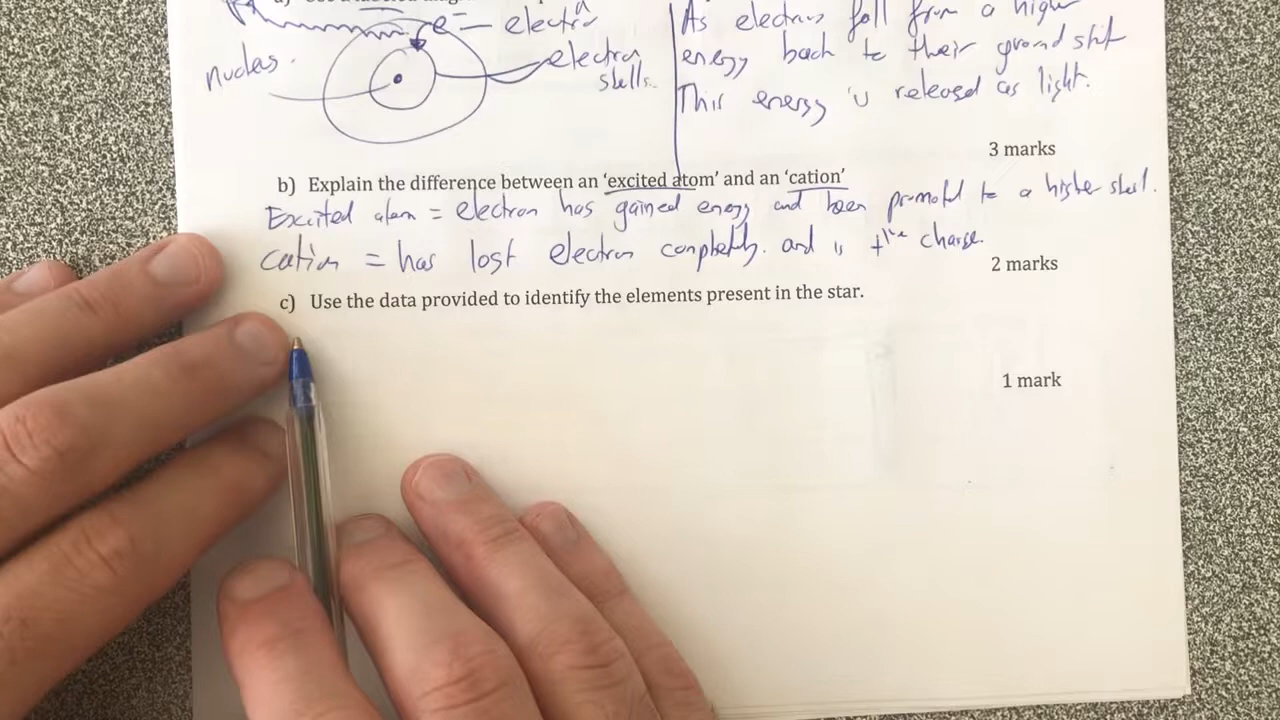 e⁻ — electron
nucleus.
electron
shells.
As electrons fall from a high
energy back to their ground
This energy is released as light.
3 marks
b) Explain the difference between an 'excited atom' and an 'cation'
Excited atom = electron has gained energy and been promoted to a higher shell.
cation = has lost electron completely. and is +ive charge.
2 marks
c) Use the data provided to identify the elements present in the star.
1 mark